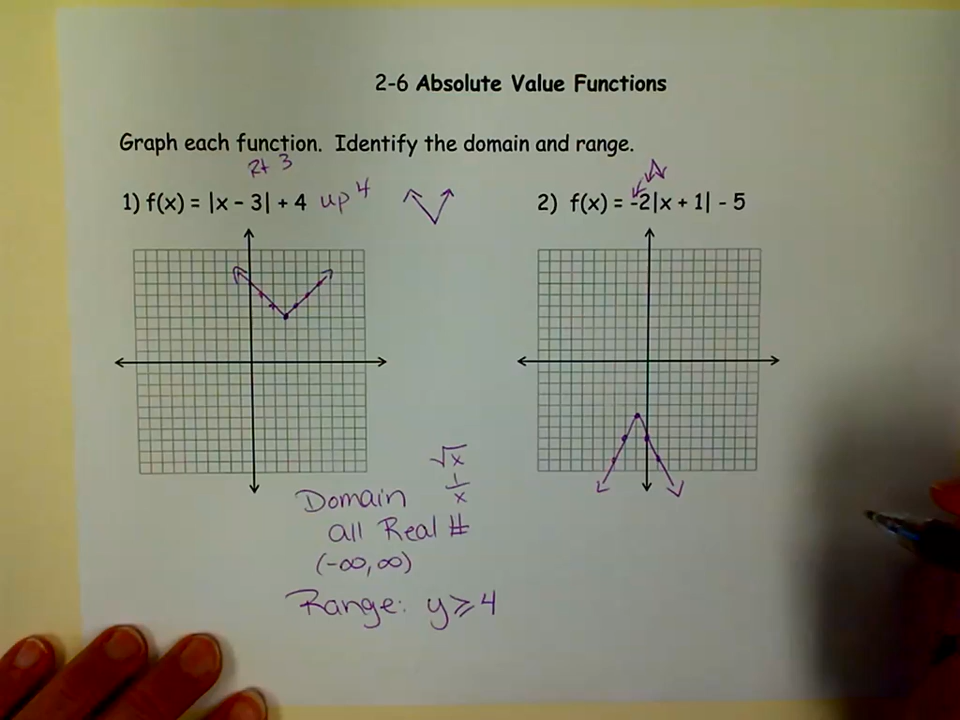 2-6 Absolute Value Functions
Graph each function. Identify the domain and range.
Rt 3
1) f(x) = |x – 3| + 4 up 4
2) f(x) = -2|x + 1| - 5
√x
1/x
Domain
all Real #
(-∞,∞)
Range: y ≥ 4